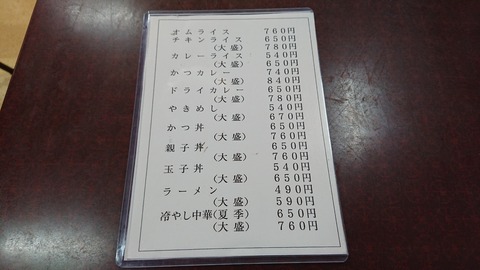 オムライス 760円
チキンライス 650円
(大盛) 780円
カレーライス 540円
(大盛) 650円
かつカレー 740円
(大盛) 840円
ドライカレー 650円
(大盛) 780円
やきめし 540円
(大盛) 670円
かつ丼 650円
(大盛) 760円
親子丼 650円
(大盛) 760円
玉子丼 540円
(大盛) 650円
ラーメン 490円
(大盛) 590円
冷やし中華(夏季) 650円
(大盛) 760円